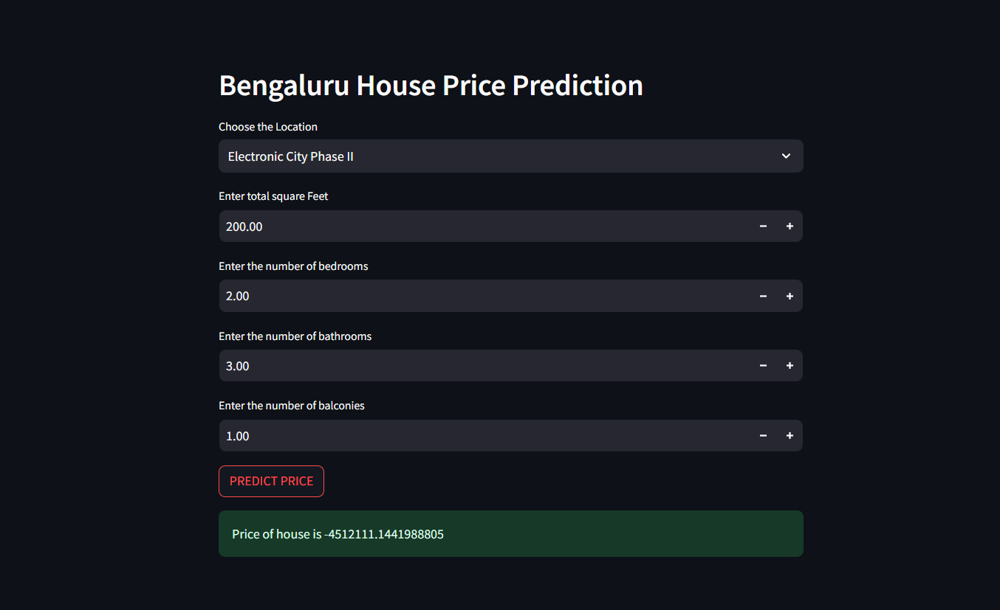 Bengaluru House Price Prediction
Choose the Location
Electronic City Phase II
Enter total square Feet
200.00
Enter the number of bedrooms
2.00
Enter the number of bathrooms
3.00
Enter the number of balconies
1.00
PREDICT PRICE
Price of house is -4512111.1441988805